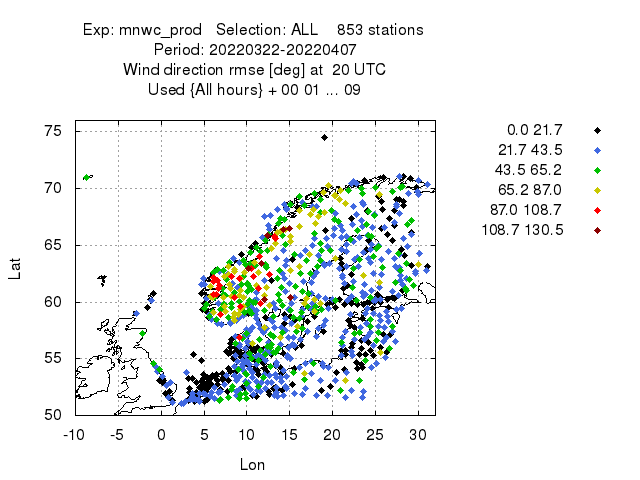 Exp: mnwc_prod   Selection: ALL    853 stations
Period: 20220322-20220407
Wind direction rmse [deg] at  20 UTC
Used {All hours} + 00 01 ... 09
75
70
65
60
55
50
Lat
-10 -5 0 5 10 15 20 25 30
Lon
0.0 21.7
21.7 43.5
43.5 65.2
65.2 87.0
87.0 108.7
108.7 130.5